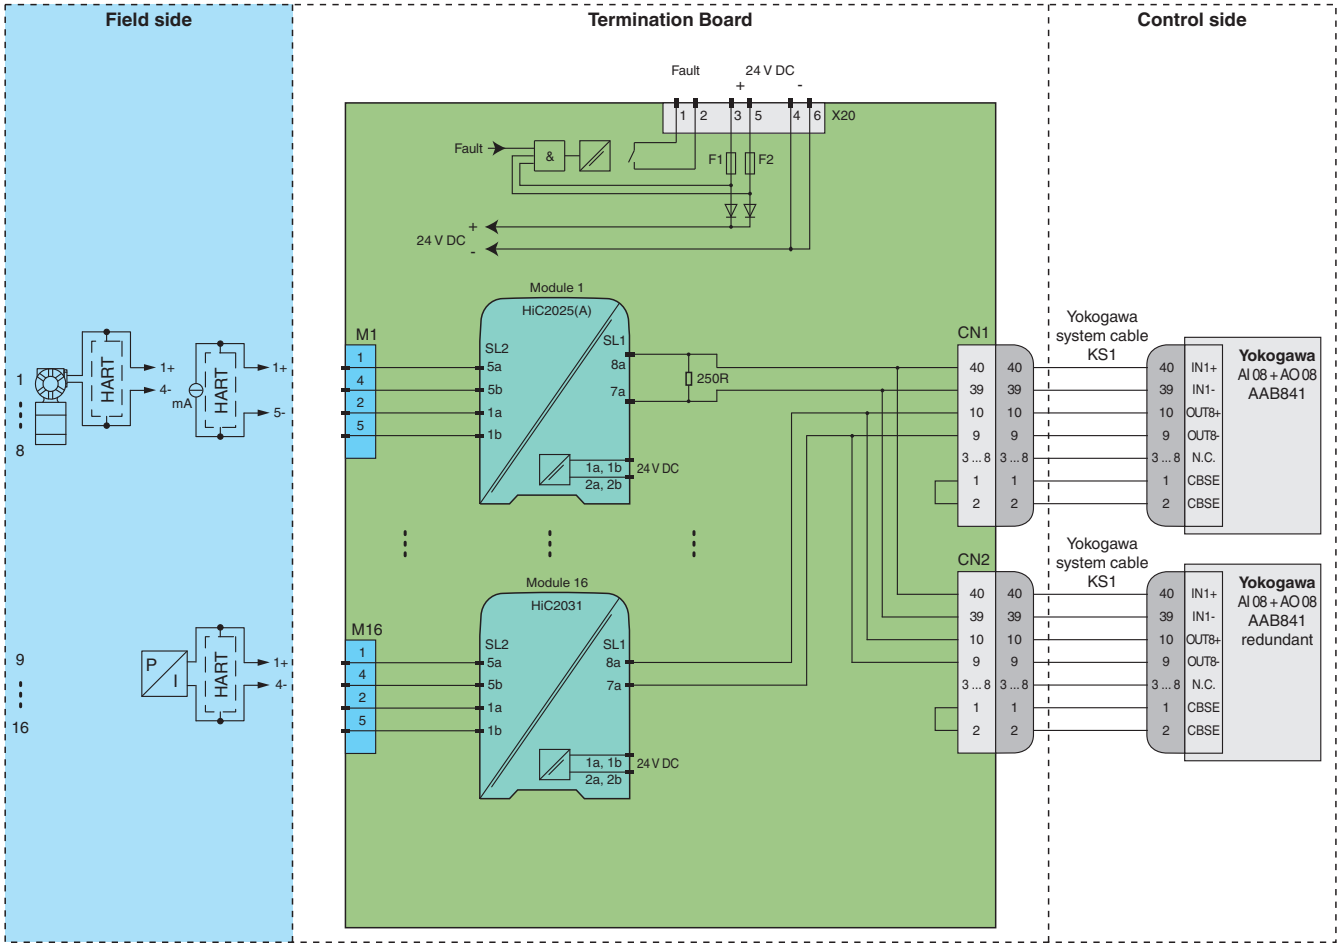 Field side
Termination Board
Control side
Fault
24 V DC
+
-
1
2
3
5
4
6
X20
Fault
&
F1
F2
+
24 V DC
-
Module 1
HiC2025(A)
M1
1
4
2
5
SL2
5a
5b
1a
1b
SL1
8a
7a
250R
1a, 1b
2a, 2b
24 V DC
1
8
HART
1+
4-
mA
HART
1+
5-
CN1
40
39
10
9
3 ... 8
1
2
40
39
10
9
3 ... 8
1
2
Yokogawa
system cable
KS1
40
39
10
9
3 ... 8
1
2
IN1+
IN1-
OUT8+
OUT8-
N.C.
CBSE
CBSE
Yokogawa
AI 08 + AO 08
AAB841
Module 16
HiC2031
M16
1
4
2
5
SL2
5a
5b
1a
1b
SL1
8a
7a
1a, 1b
2a, 2b
24 V DC
9
16
P
I
HART
1+
4-
CN2
40
39
10
9
3 ... 8
1
2
40
39
10
9
3 ... 8
1
2
Yokogawa
system cable
KS1
40
39
10
9
3 ... 8
1
2
IN1+
IN1-
OUT8+
OUT8-
N.C.
CBSE
CBSE
Yokogawa
AI 08 + AO 08
AAB841
redundant